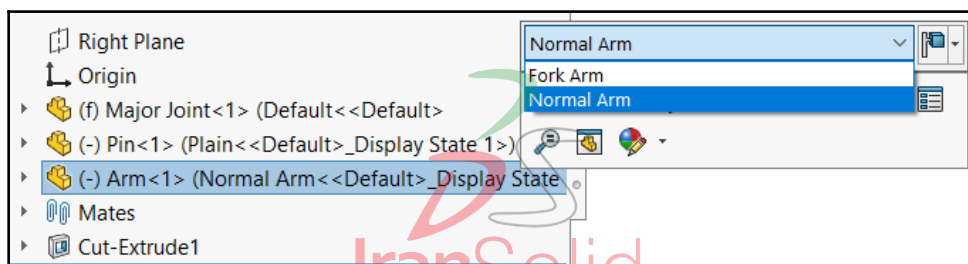 Right Plane
Normal Arm
Origin
Fork Arm
Normal Arm
(f) Major Joint<1> (Default<<Default>
(-) Pin<1> (Plain<<Default>_Display State 1>)
(-) Arm<1> (Normal Arm<<Default>_Display State
Mates
Cut-Extrude1
IranSolid